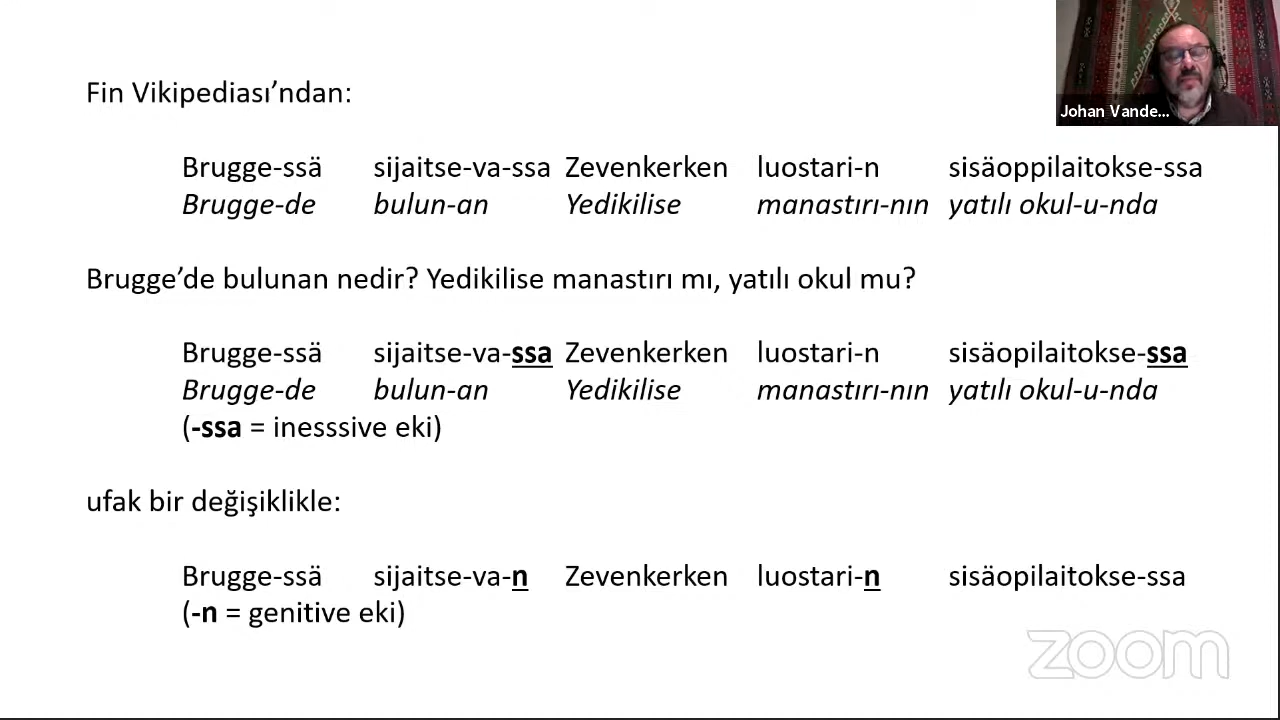 Fin Vikipediası’ndan:
Brugge-ssä sijaitse-va-ssa Zevenkerken luostari-n sisäoppilaitokse-ssa
Brugge-de bulun-an Yedikilise manastırı-nın yatılı okul-u-nda
Brugge’de bulunan nedir? Yedikilise manastırı mı, yatılı okul mu?
Brugge-ssä sijaitse-va-ssa Zevenkerken luostari-n sisäopilaitokse-ssa
Brugge-de bulun-an Yedikilise manastırı-nın yatılı okul-u-nda
(-ssa = inesssive eki)
ufak bir değişiklikle:
Brugge-ssä sijaitse-va-n Zevenkerken luostari-n sisäopilaitokse-ssa
(-n = genitive eki)
Johan Vande...
zoom